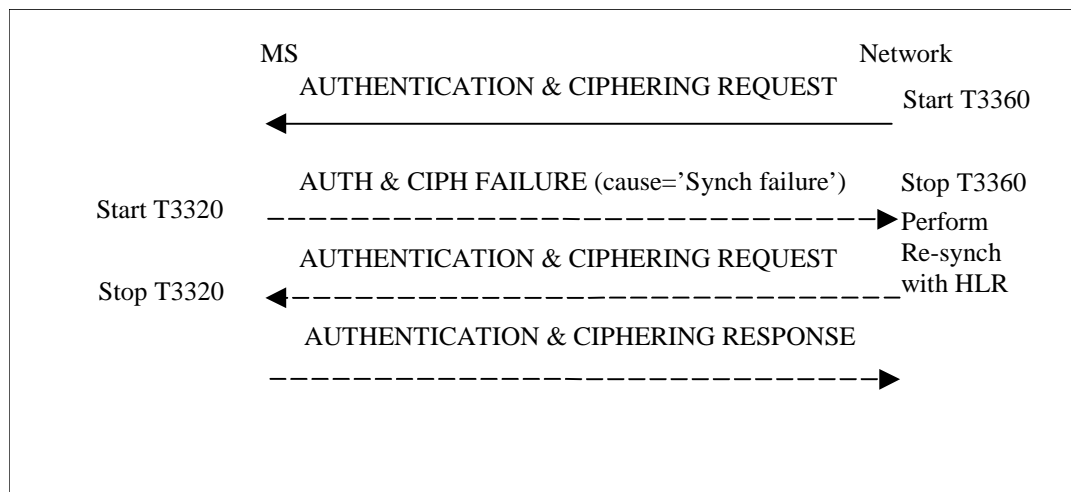 MS
Network
AUTHENTICATION & CIPHERING REQUEST
Start T3360
AUTH & CIPH FAILURE (cause='Synch failure')
Stop T3360
Start T3320
Perform
Re-synch
with HLR
AUTHENTICATION & CIPHERING REQUEST
Stop T3320
AUTHENTICATION & CIPHERING RESPONSE